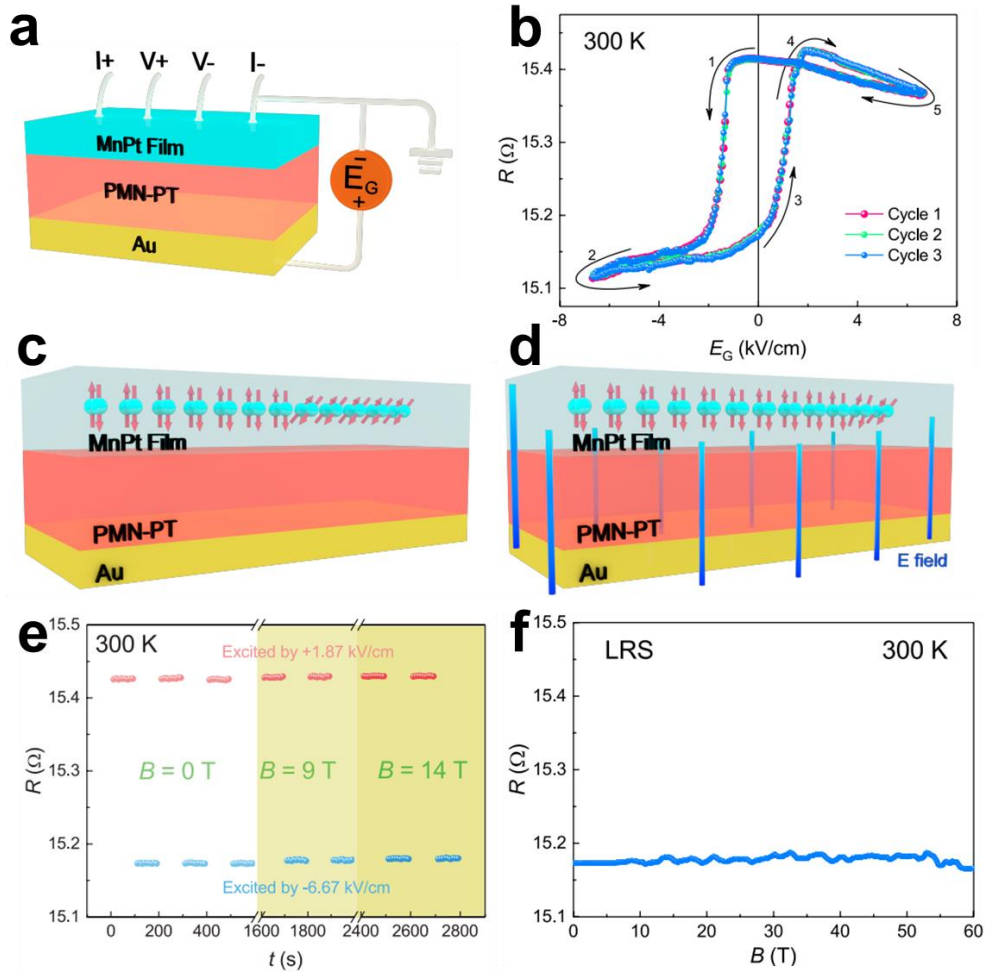 a
I+ V+ V- I-
MnPt Film
PMN-PT
Au
−
E_G
+
b
300 K
R (Ω)
15.4
15.3
15.2
15.1
-8 -4 0 4 8
E_G (kV/cm)
1
2
3
4
5
Cycle 1
Cycle 2
Cycle 3
c
MnPt Film
PMN-PT
Au
d
MnPt Film
PMN-PT
Au
E field
e
300 K
R (Ω)
15.5
15.4
15.3
15.2
15.1
Excited by +1.87 kV/cm
B = 0 T
B = 9 T
B = 14 T
Excited by -6.67 kV/cm
0 200 400 1600 1800 2400 2600 2800
t (s)
f
LRS
300 K
R (Ω)
15.5
15.4
15.3
15.2
15.1
0 10 20 30 40 50 60
B (T)